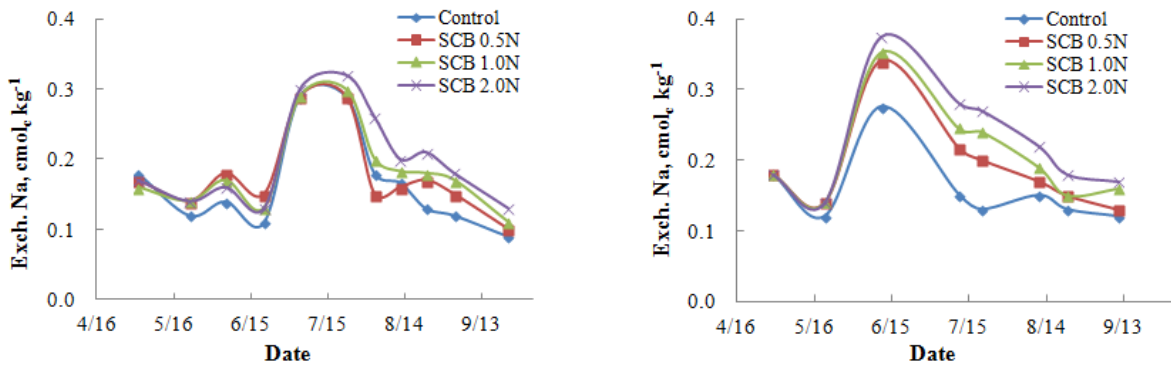 Exch. Na, cmolc kg-1
0.4
0.3
0.2
0.1
0.0
4/16 5/16 6/15 7/15 8/14 9/13
Date
Control
SCB 0.5N
SCB 1.0N
SCB 2.0N
Exch. Na, cmolc kg-1
0.4
0.3
0.2
0.1
0.0
4/16 5/16 6/15 7/15 8/14 9/13
Date
Control
SCB 0.5N
SCB 1.0N
SCB 2.0N